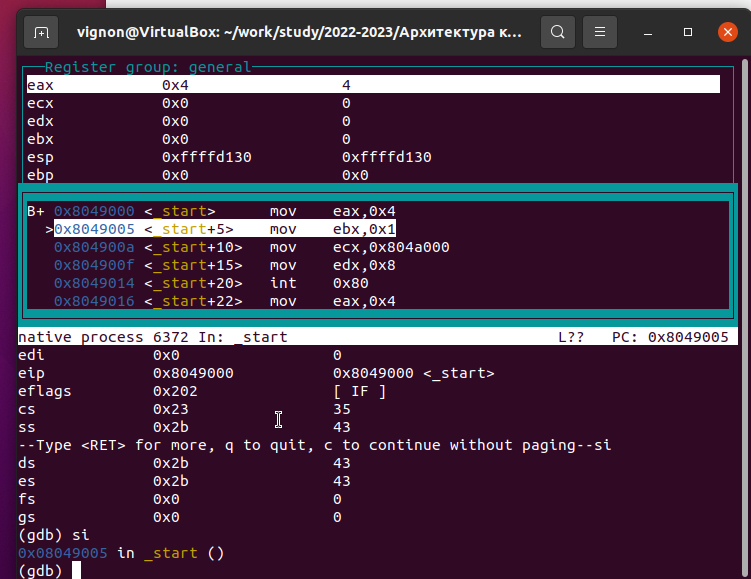 vignon@VirtualBox: ~/work/study/2022-2023/Архитектура к...
Register group: general
eax 0x4 4
ecx 0x0 0
edx 0x0 0
ebx 0x0 0
esp 0xffffd130 0xffffd130
ebp 0x0 0x0
B+ 0x8049000 <_start> mov eax,0x4
>0x8049005 <_start+5> mov ebx,0x1
0x804900a <_start+10> mov ecx,0x804a000
0x804900f <_start+15> mov edx,0x8
0x8049014 <_start+20> int 0x80
0x8049016 <_start+22> mov eax,0x4
native process 6372 In: _start L?? PC: 0x8049005
edi 0x0 0
eip 0x8049000 0x8049000 <_start>
eflags 0x202 [ IF ]
cs 0x23 35
ss 0x2b 43
--Type <RET> for more, q to quit, c to continue without paging--si
ds 0x2b 43
es 0x2b 43
fs 0x0 0
gs 0x0 0
(gdb) si
0x08049005 in _start ()
(gdb)